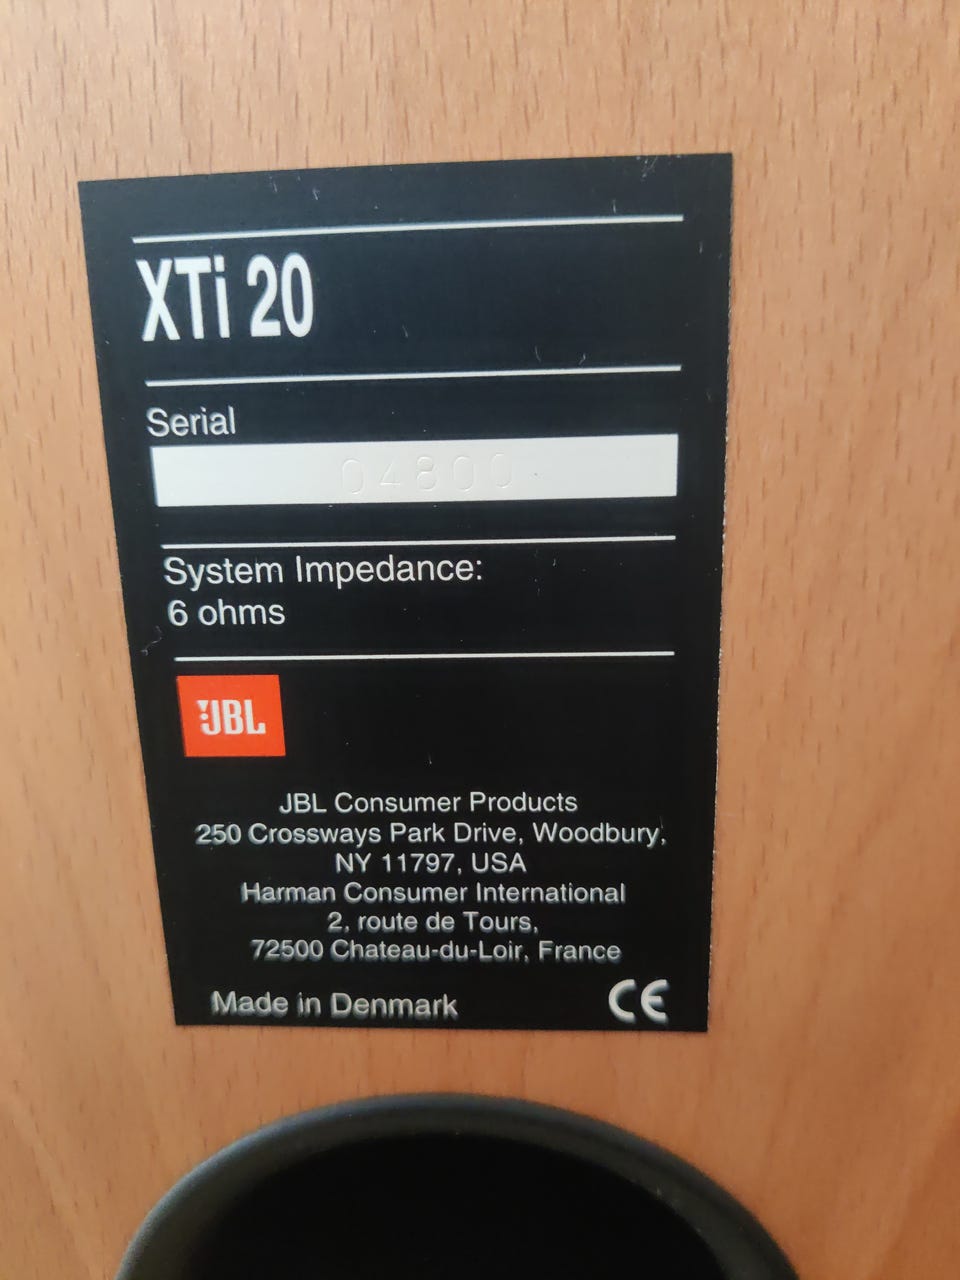 XTi 20
Serial
04800
System Impedance:
6 ohms
JBL
JBL Consumer Products
250 Crossways Park Drive, Woodbury,
NY 11797, USA
Harman Consumer International
2, route de Tours,
72500 Chateau-du-Loir, France
Made in Denmark CE